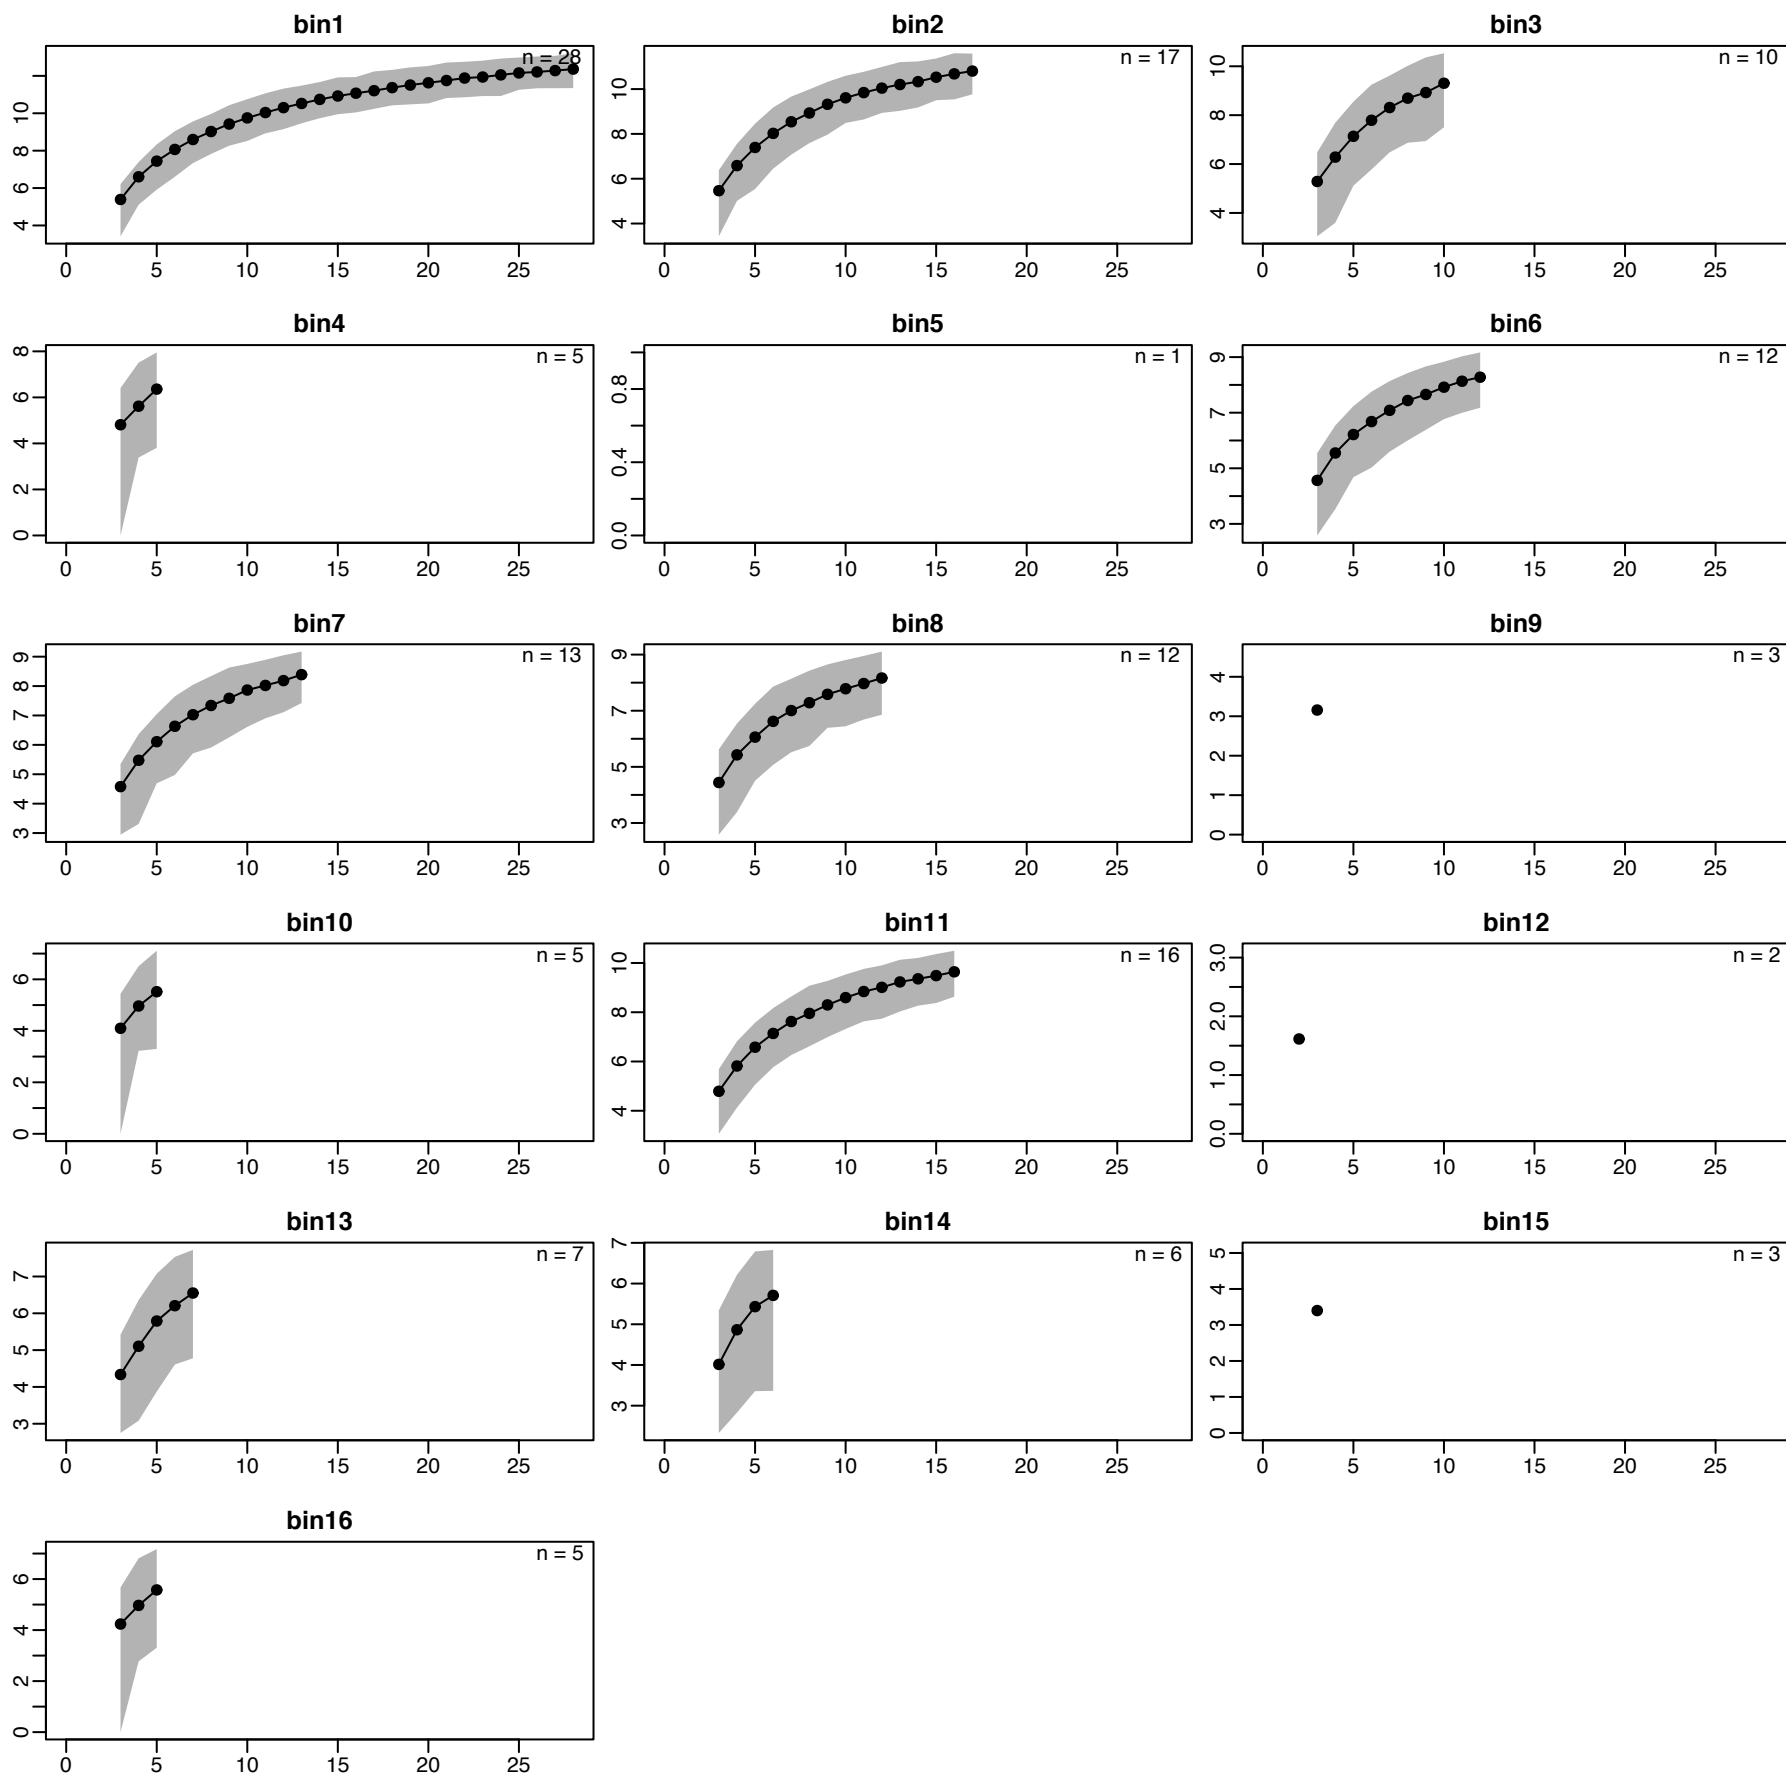 bin1 bin2 bin3
n = 28 n = 17 n = 10
4 6 8 10
4 6 8 10
4 6 8 10
0 5 10 15 20 25
0 5 10 15 20 25
0 5 10 15 20 25
bin4 bin5 bin6
n = 5 n = 1 n = 12
0 2 4 6 8
0.0 0.4 0.8
3 5 7 9
0 5 10 15 20 25
0 5 10 15 20 25
0 5 10 15 20 25
bin7 bin8 bin9
n = 13 n = 12 n = 3
3 4 5 6 7 8 9
3 5 7 9
0 1 2 3 4
0 5 10 15 20 25
0 5 10 15 20 25
0 5 10 15 20 25
bin10 bin11 bin12
n = 5 n = 16 n = 2
0 2 4 6
4 6 8 10
0.0 1.0 2.0 3.0
0 5 10 15 20 25
0 5 10 15 20 25
0 5 10 15 20 25
bin13 bin14 bin15
n = 7 n = 6 n = 3
3 4 5 6 7
3 4 5 6 7
0 1 2 3 4 5
0 5 10 15 20 25
0 5 10 15 20 25
0 5 10 15 20 25
bin16
n = 5
0 2 4 6
0 5 10 15 20 25